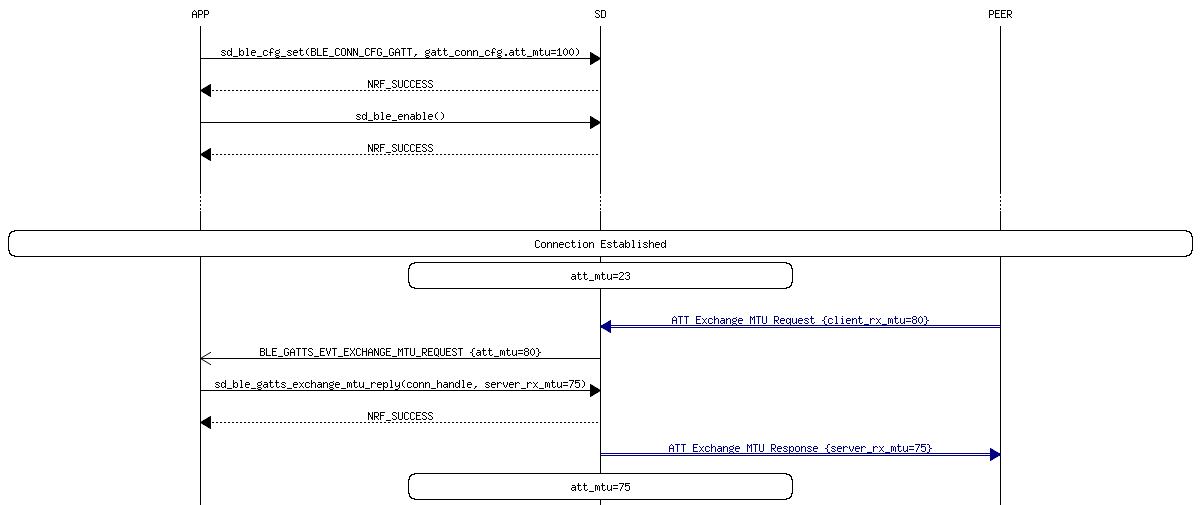 APP SD PEER
sd_ble_cfg_set(BLE_CONN_CFG_GATT, gatt_conn_cfg.att_mtu=100)
NRF_SUCCESS
sd_ble_enable()
NRF_SUCCESS
Connection Established
att_mtu=23
ATT Exchange MTU Request {client_rx_mtu=80}
BLE_GATTS_EVT_EXCHANGE_MTU_REQUEST {att_mtu=80}
sd_ble_gatts_exchange_mtu_reply(conn_handle, server_rx_mtu=75)
NRF_SUCCESS
ATT Exchange MTU Response {server_rx_mtu=75}
att_mtu=75